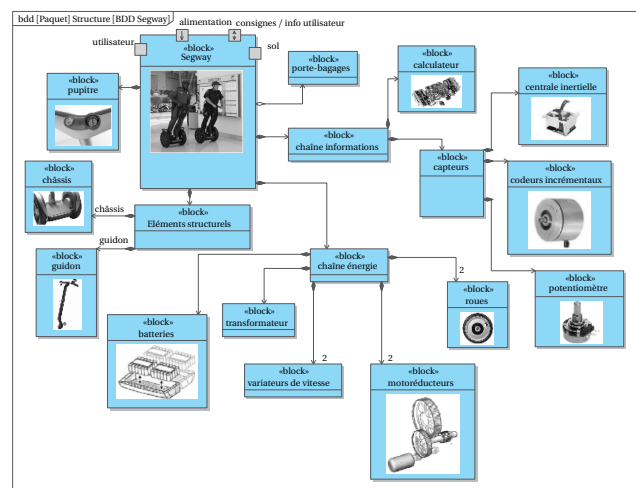 bdd [Paquet] Structure [BDD Segway]
alimentation
consignes / info utilisateur
utilisateur
sol
«block»
Segway
«block»
pupitre
«block»
porte-bagages
«block»
calculateur
«block»
centrale inertielle
«block»
chaîne informations
«block»
capteurs
«block»
codeurs incrémentaux
«block»
châssis
châssis
«block»
Eléments structurels
guidon
«block»
guidon
«block»
chaîne énergie
2
«block»
roues
«block»
potentiomètre
«block»
transformateur
«block»
batteries
2
«block»
variateurs de vitesse
2
«block»
motoréducteurs